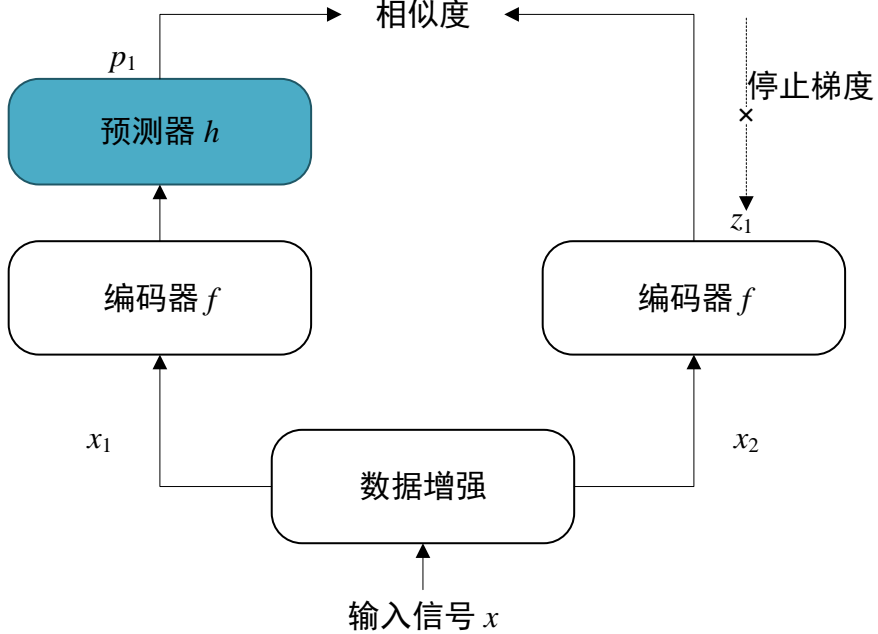 相似度
p₁
停止梯度
预测器 h
z₁
编码器 f
编码器 f
x₁
x₂
数据增强
输入信号 x